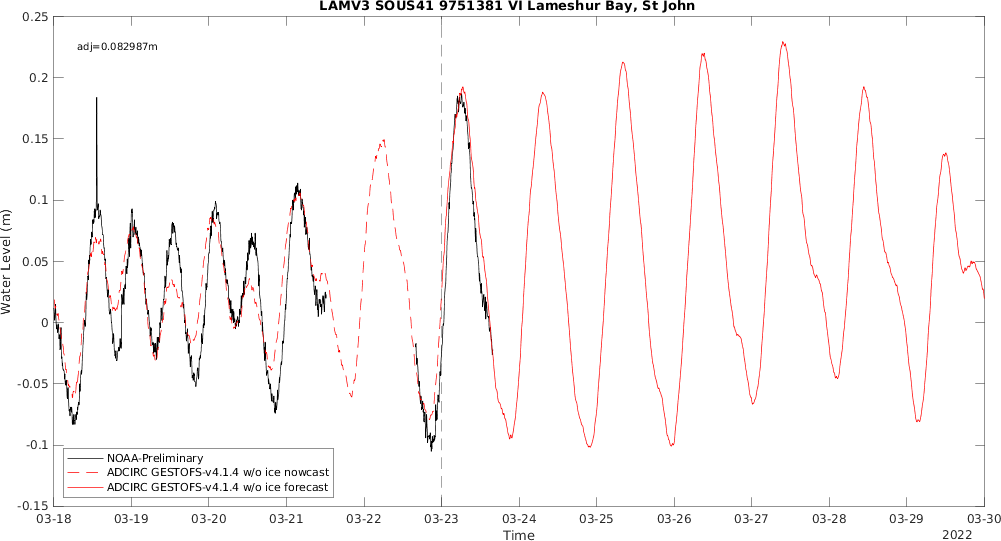 LAMV3 SOUS41 9751381 VI Lameshur Bay, St John
adj=0.082987m
0.25
0.2
0.15
0.1
0.05
0
-0.05
-0.1
-0.15
Water Level (m)
NOAA-Preliminary
ADCIRC GESTOFS-v4.1.4 w/o ice nowcast
ADCIRC GESTOFS-v4.1.4 w/o ice forecast
03-18 03-19 03-20 03-21 03-22 03-23 03-24 03-25 03-26 03-27 03-28 03-29 03-30
Time
2022